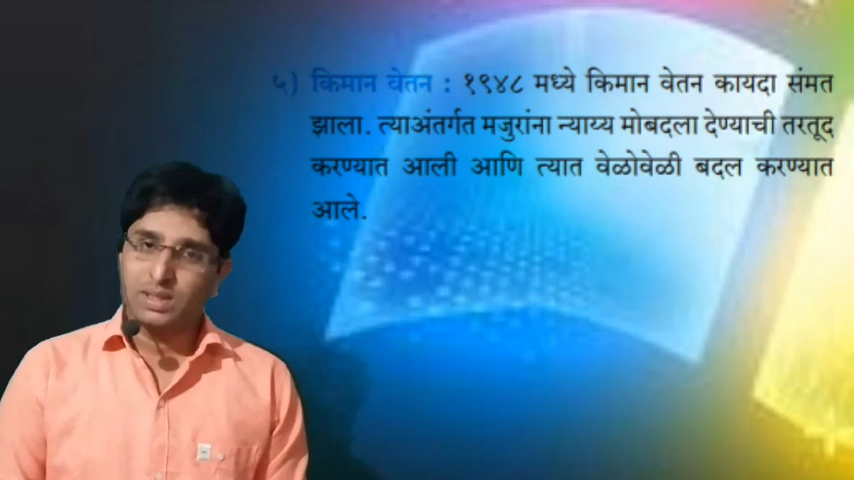 ५) किमान वेतन : १९४८ मध्ये किमान वेतन कायदा संमत
झाला. त्याअंतर्गत मजुरांना न्याय्य मोबदला देण्याची तरतूद
करण्यात आली आणि त्यात वेळोवेळी बदल करण्यात
आले.